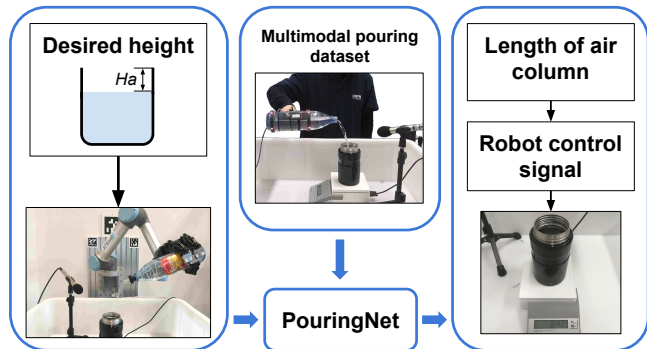 Desired height
Ha
Multimodal pouring
dataset
Length of air
column
Robot control
signal
PouringNet